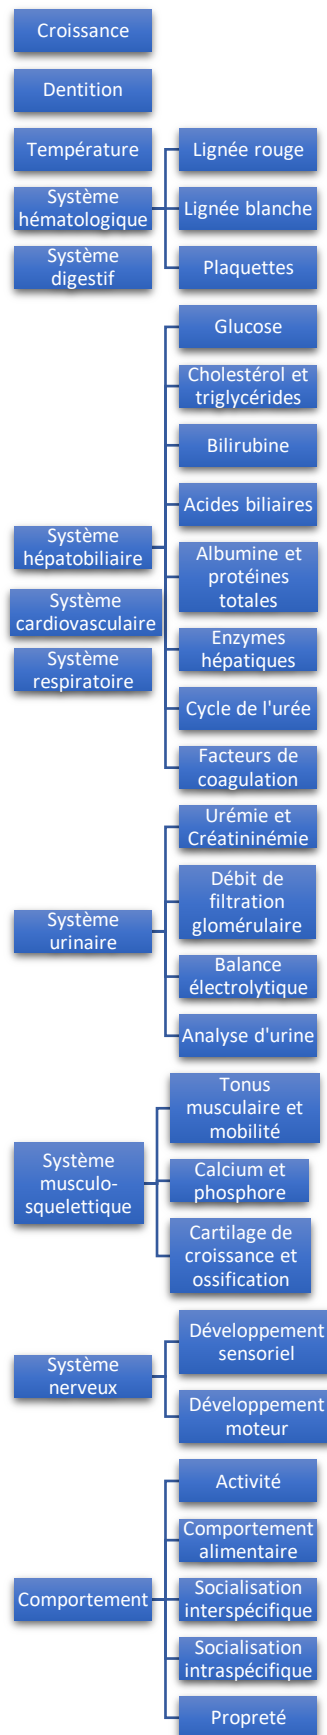 Croissance
Dentition
Température
Système
hématologique
Lignée rouge
Lignée blanche
Plaquettes
Système
digestif
Système
hépatobiliaire
Glucose
Cholestérol et
triglycérides
Bilirubine
Acides biliaires
Albumine et
protéines
totales
Enzymes
hépatiques
Cycle de l'urée
Facteurs de
coagulation
Système
cardiovasculaire
Système
respiratoire
Système
urinaire
Urémie et
Créatininémie
Débit de
filtration
glomérulaire
Balance
électrolytique
Analyse d'urine
Système
musculo-
squelettique
Tonus
musculaire et
mobilité
Calcium et
phosphore
Cartilage de
croissance et
ossification
Système
nerveux
Développement
sensoriel
Développement
moteur
Comportement
Activité
Comportement
alimentaire
Socialisation
interspécifique
Socialisation
intraspécifique
Propreté